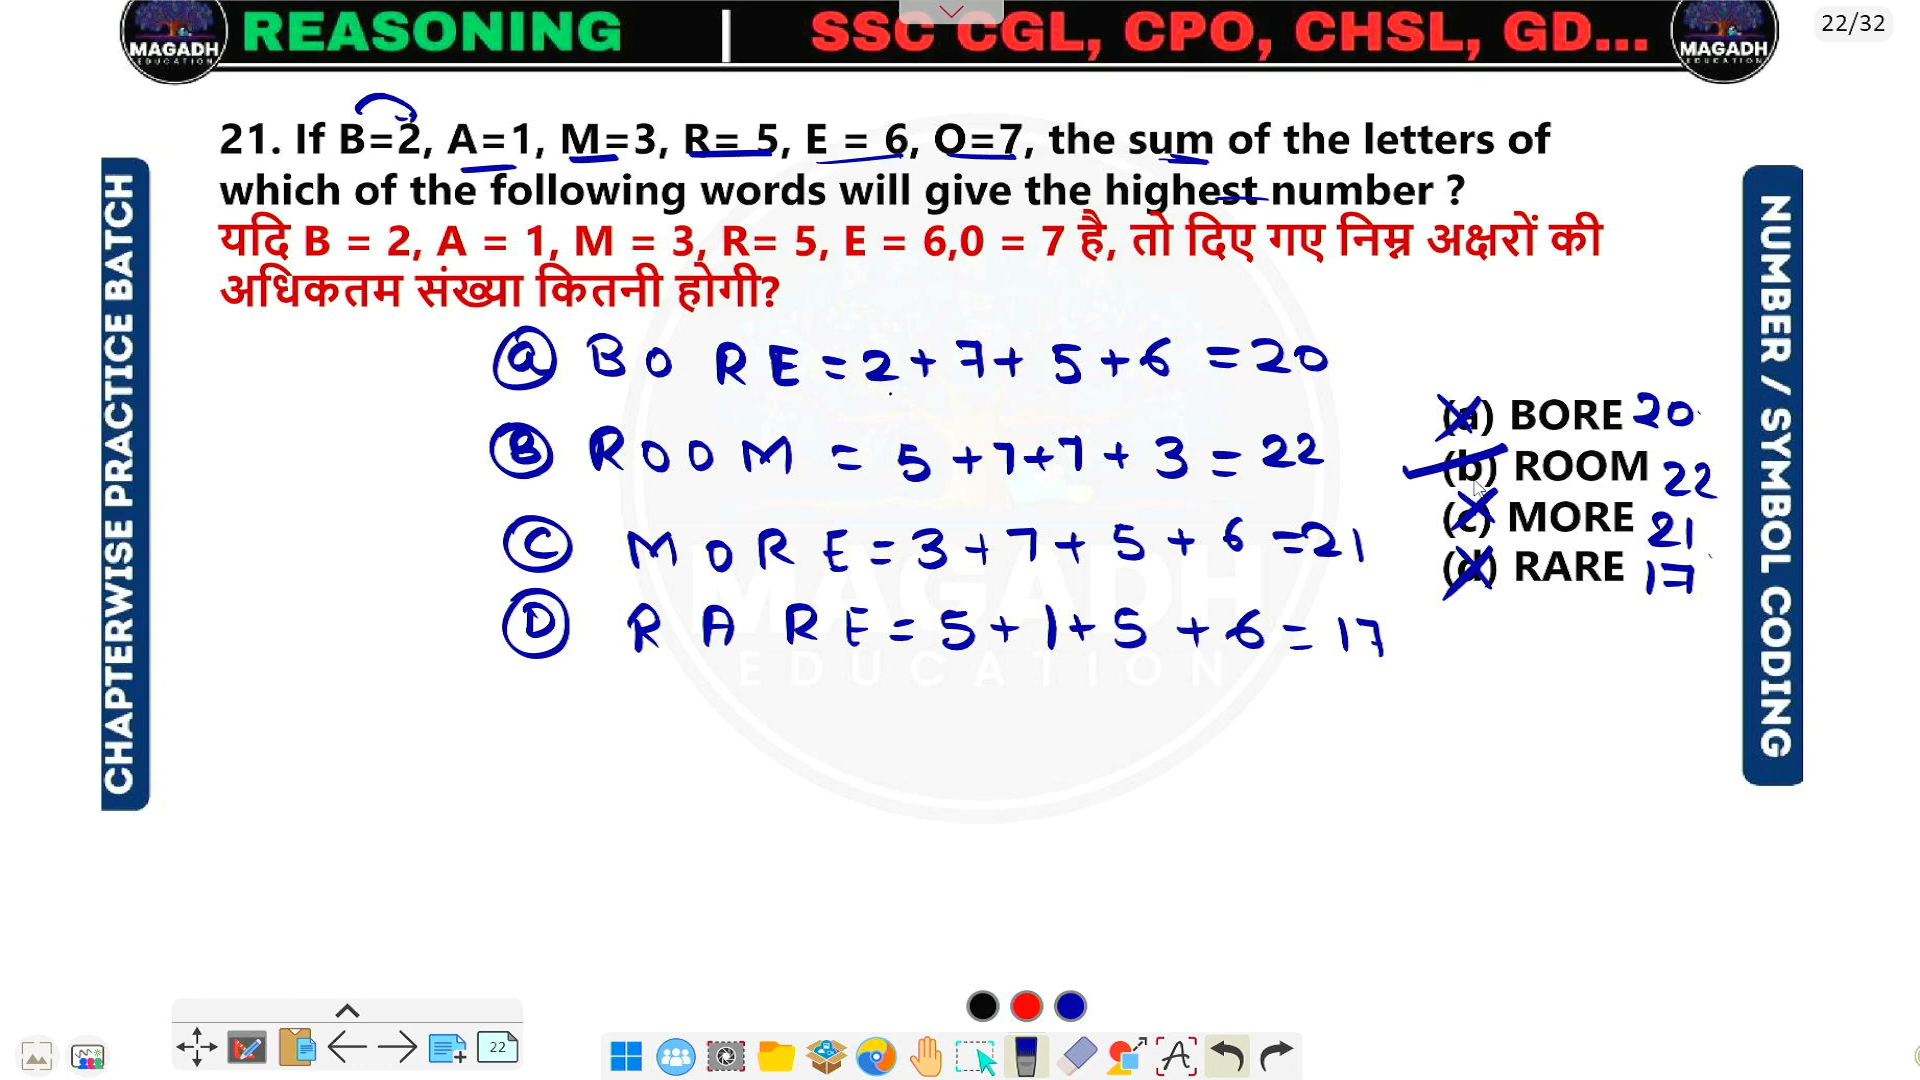 MAGADH EDUCATION REASONING | SSC CGL, CPO, CHSL, GD... MAGADH EDUCATION
22/32
21. If B=2, A=1, M=3, R= 5, E = 6, O=7, the sum of the letters of
which of the following words will give the highest number ?
यदि B = 2, A = 1, M = 3, R= 5, E = 6,0 = 7 है, तो दिए गए निम्न अक्षरों की
अधिकतम संख्या कितनी होगी?
CHAPTERWISE PRACTICE BATCH
a B O R E = 2 + 7 + 5 + 6 = 20
B R O O M = 5 + 7 + 7 + 3 = 22
C M O R E = 3 + 7 + 5 + 6 = 21
D R A R E = 5 + 1 + 5 + 6 = 17
(a) BORE 20
(b) ROOM 22
(c) MORE 21
(d) RARE 17
NUMBER / SYMBOL CODING
MAGADH
EDUCATION
22